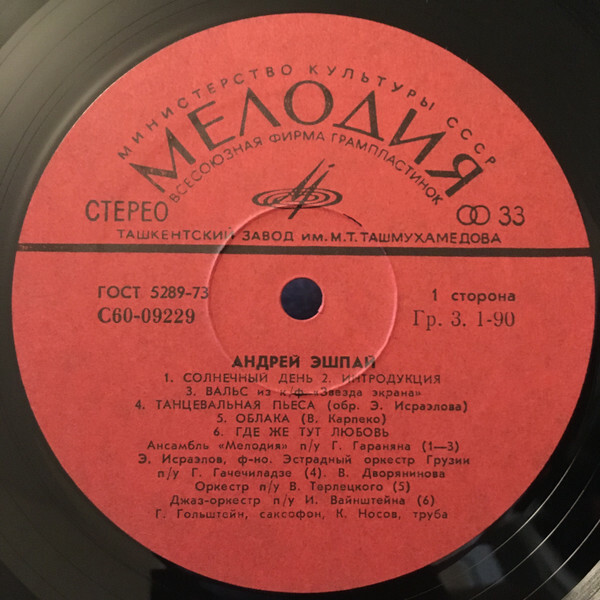 МИНИСТЕРСТВО КУЛЬТУРЫ СССР
МЕЛОДИЯ
ВСЕСОЮЗНАЯ ФИРМА ГРАМПЛАСТИНОК
СТЕРЕО
33
ТАШКЕНТСКИЙ ЗАВОД ИМ. М.Т. ТАШМУХАМЕДОВА
ГОСТ 5289-73
1 сторона
С60-09229
Гр. 3. 1-90
АНДРЕЙ ЭШПАЙ
1. СОЛНЕЧНЫЙ ДЕНЬ 2. ИНТРОДУКЦИЯ
3. ВАЛЬС из к/ф «Звезда экрана»
4. ТАНЦЕВАЛЬНАЯ ПЬЕСА (обр. Э. Исраэлова)
5. ОБЛАКА (В. Карпеко)
6. ГДЕ ЖЕ ТУТ ЛЮБОВЬ
Ансамбль «Мелодия» п/у Г. Гараняна (1—3)
Э. Исраэлов, ф-но. Эстрадный оркестр Грузии
п/у Г. Гачечиладзе (4). В. Дворянинова
Оркестр п/у В. Терлецкого (5)
Джаз-оркестр п/у И. Вайнштейна (6)
Г. Гольштейн, саксофон, К. Носов, труба